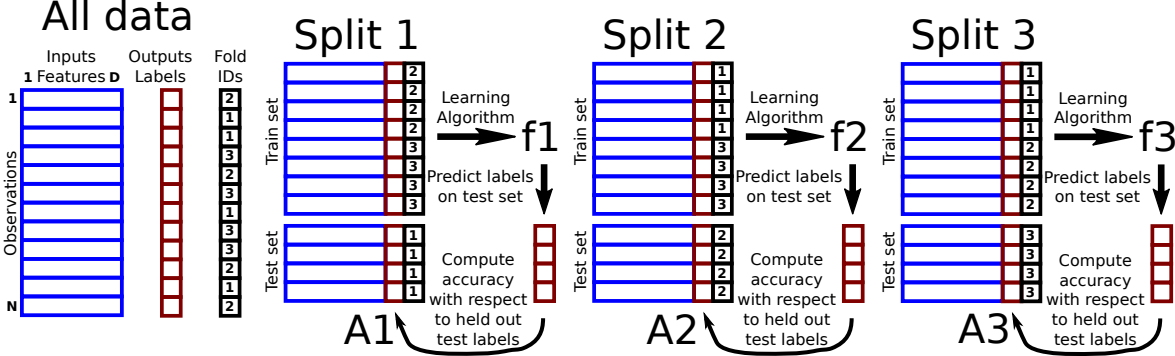 All data
Inputs
1 Features D
Outputs
Labels
Fold
IDs
Observations
1
N
2
1
1
3
2
3
1
3
3
2
1
2
Split 1
Train set
2
2
2
2
3
3
3
3
Learning
Algorithm
f1
Predict labels
on test set
Test set
1
1
1
1
Compute
accuracy
with respect
to held out
test labels
A1
Split 2
Train set
1
1
1
1
3
3
3
3
Learning
Algorithm
f2
Predict labels
on test set
Test set
2
2
2
2
Compute
accuracy
with respect
to held out
test labels
A2
Split 3
Train set
1
1
1
1
2
2
2
2
Learning
Algorithm
f3
Predict labels
on test set
Test set
3
3
3
3
Compute
accuracy
with respect
to held out
test labels
A3